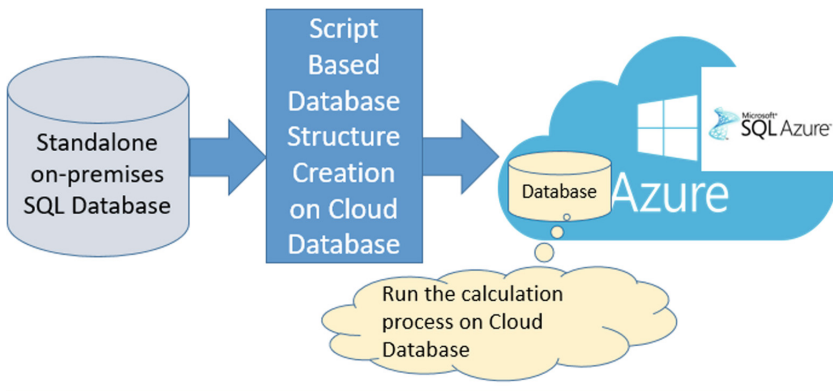 Standalone
on-premises
SQL Database
Script
Based
Database
Structure
Creation
on Cloud
Database
Microsoft®
SQL Azure™
Database
Azure
Run the calculation
process on Cloud
Database